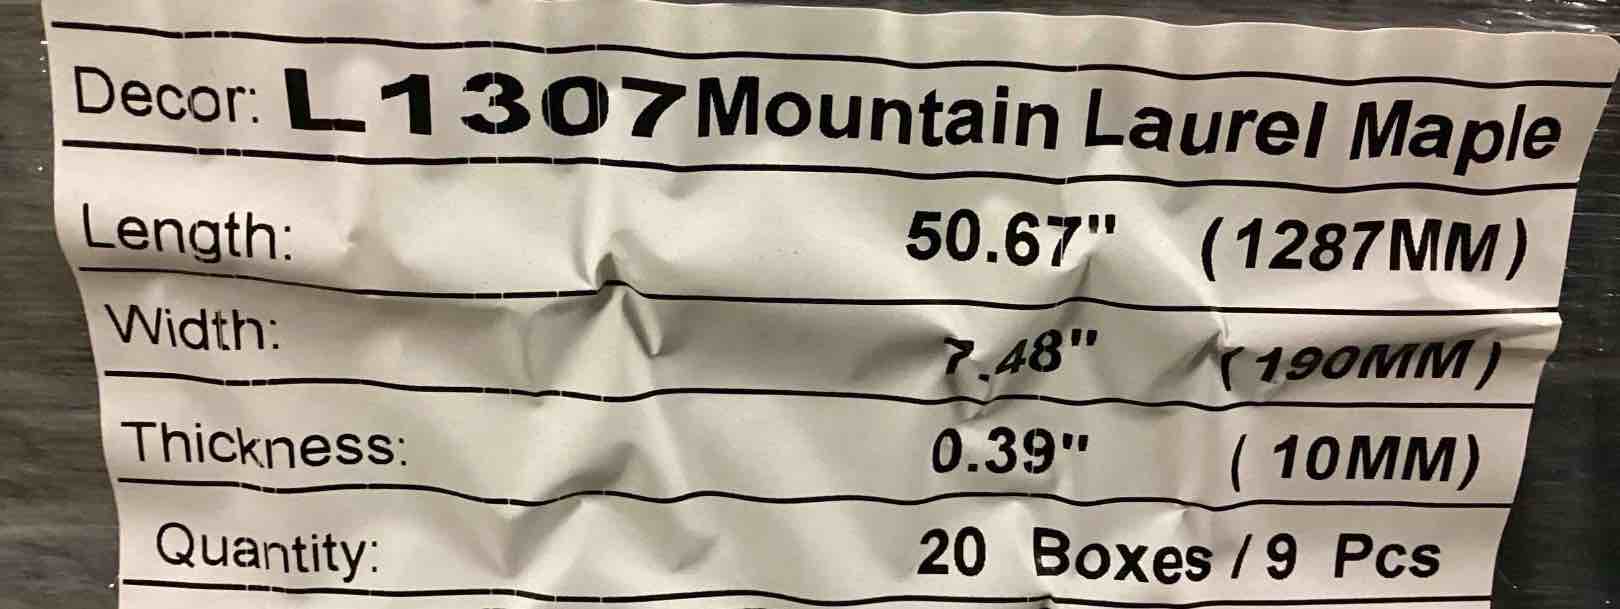 Decor: L1307 Mountain Laurel Maple
Length: 50.67" (1287MM)
Width: 7.48" (190MM)
Thickness: 0.39" (10MM)
Quantity: 20 Boxes / 9 Pcs